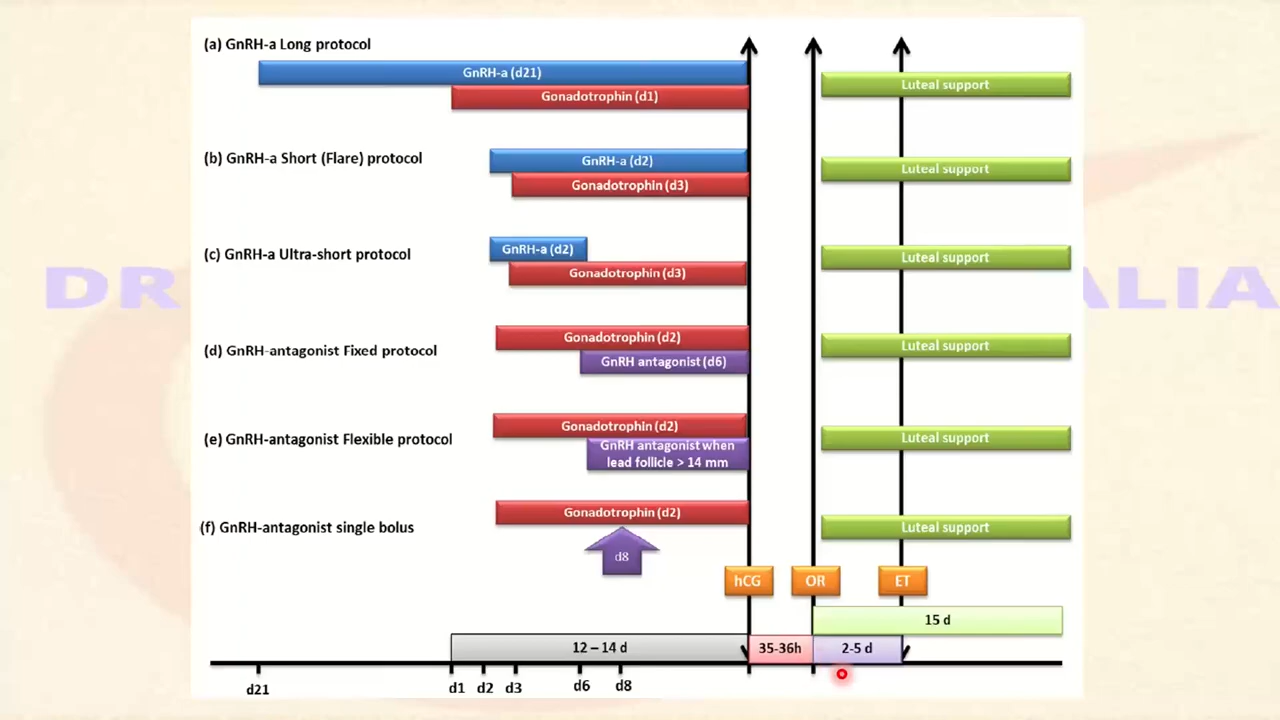 (a) GnRH-a Long protocol
GnRH-a (d21)
Gonadotrophin (d1)
Luteal support
(b) GnRH-a Short (Flare) protocol
GnRH-a (d2)
Gonadotrophin (d3)
Luteal support
(c) GnRH-a Ultra-short protocol
GnRH-a (d2)
Gonadotrophin (d3)
Luteal support
(d) GnRH-antagonist Fixed protocol
Gonadotrophin (d2)
GnRH antagonist (d6)
Luteal support
(e) GnRH-antagonist Flexible protocol
Gonadotrophin (d2)
GnRH antagonist when
lead follicle > 14 mm
Luteal support
(f) GnRH-antagonist single bolus
Gonadotrophin (d2)
d8
Luteal support
hCG OR ET
15 d
12 – 14 d 35-36h 2-5 d
d21 d1 d2 d3 d6 d8
DR ALIA